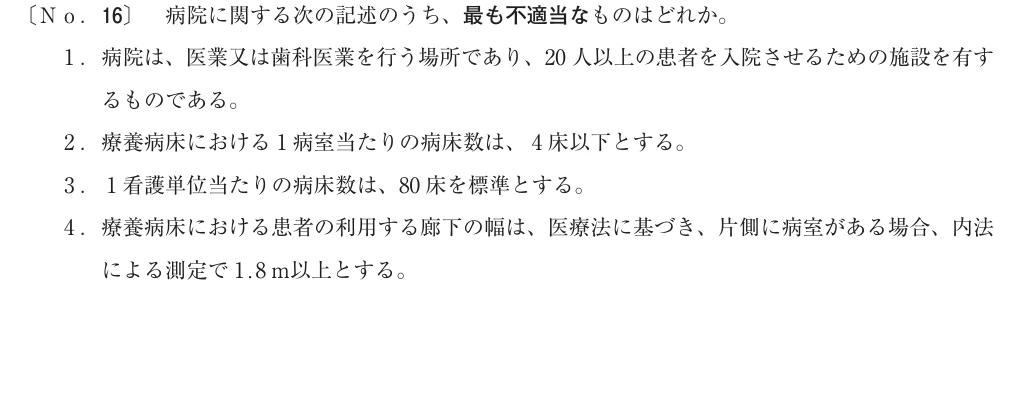 〔Ｎｏ．16〕　病院に関する次の記述のうち、最も不適当なものはどれか。
１．病院は、医業又は歯科医業を行う場所であり、20 人以上の患者を入院させるための施設を有す
るものである。
２．療養病床における１病室当たりの病床数は、４床以下とする。
３．１看護単位当たりの病床数は、80 床を標準とする。
４．療養病床における患者の利用する廊下の幅は、医療法に基づき、片側に病室がある場合、内法
による測定で 1.8 m以上とする。